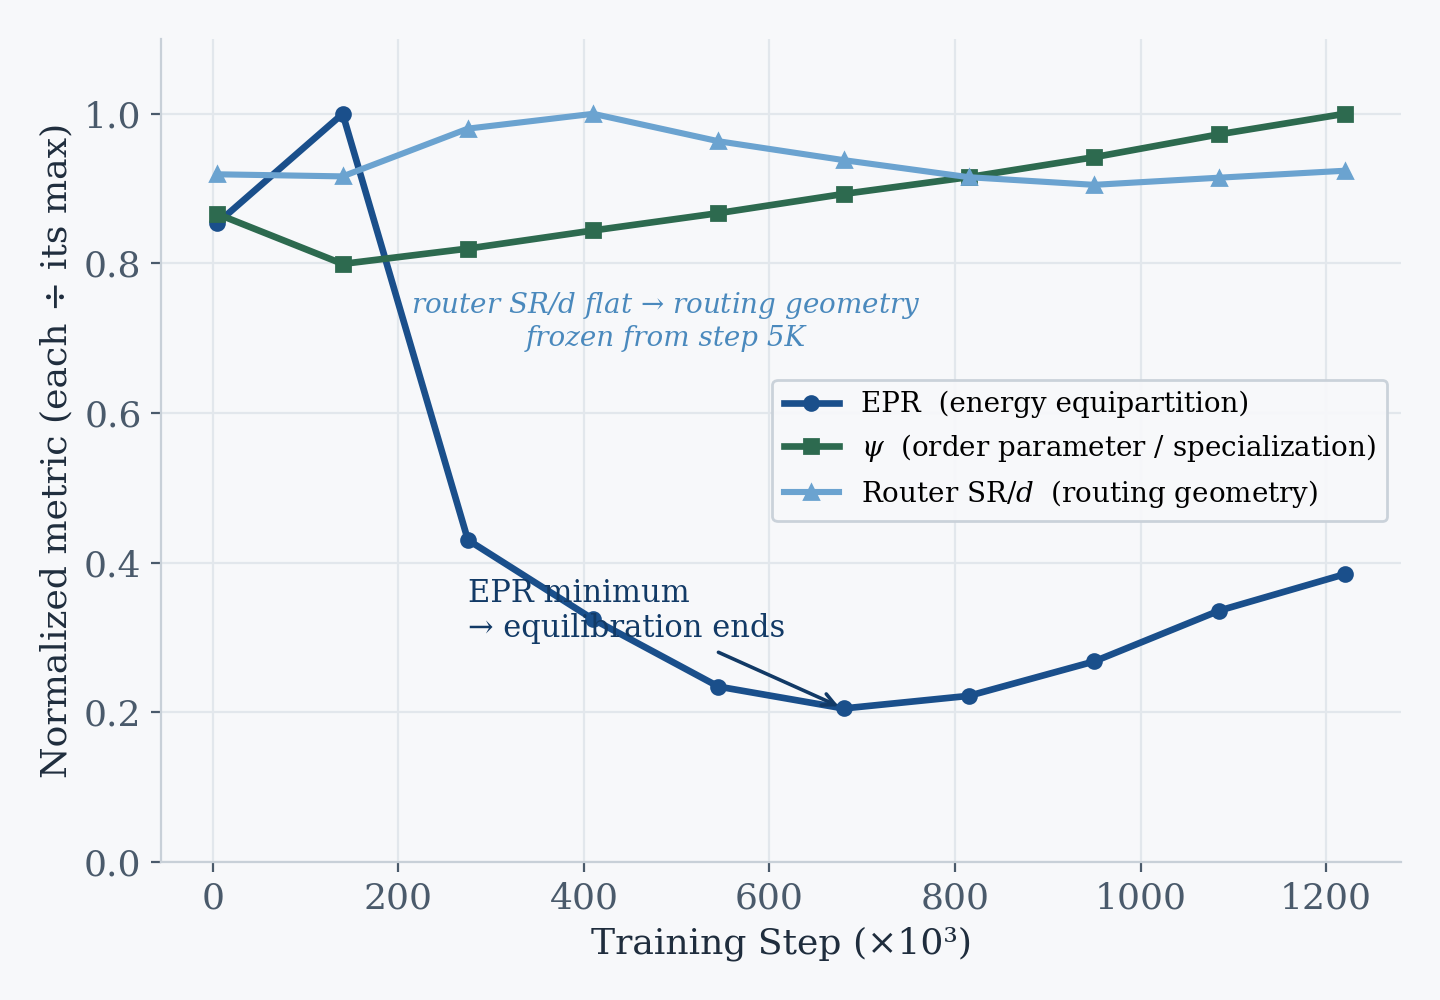 Normalized metric (each ÷ its max)
1.0
0.8
0.6
0.4
0.2
0.0
router SR/d flat → routing geometry
frozen from step 5K
EPR (energy equipartition)
ψ (order parameter / specialization)
Router SR/d (routing geometry)
EPR minimum
→ equilibration ends
0 200 400 600 800 1000 1200
Training Step (×10³)